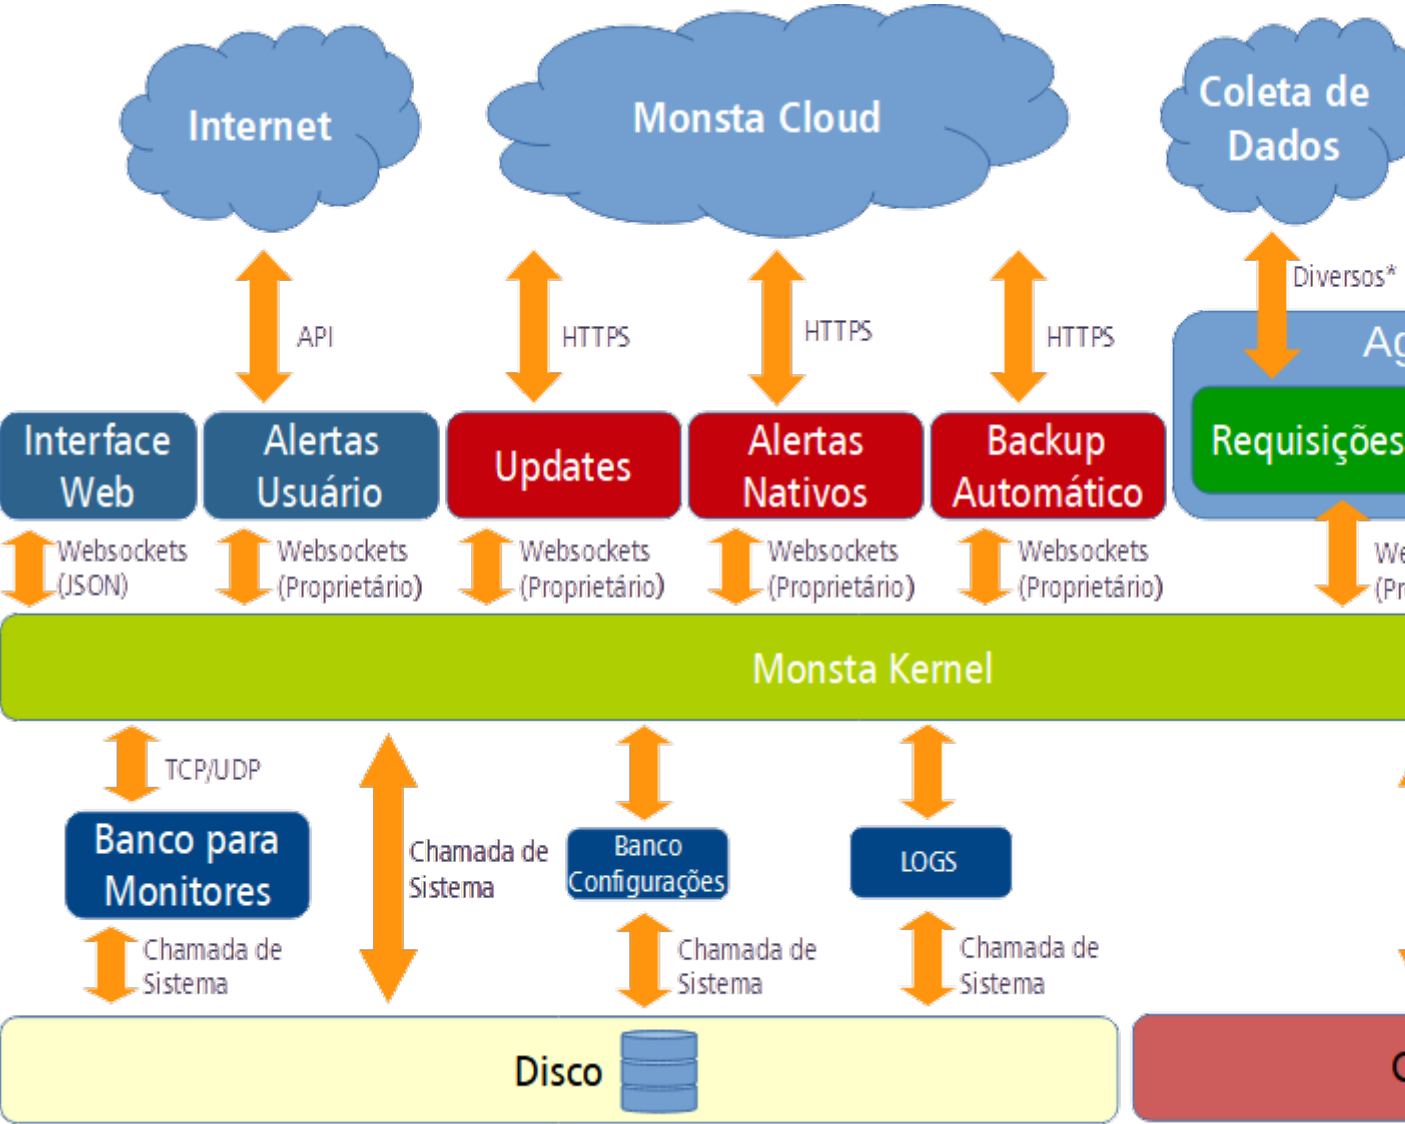 Internet
Monsta Cloud
Coleta de
Dados
API
HTTPS
HTTPS
HTTPS
Diversos*
Interface
Web
Alertas
Usuário
Updates
Alertas
Nativos
Backup
Automático
Requisições
Websockets
(JSON)
Websockets
(Proprietário)
Websockets
(Proprietário)
Websockets
(Proprietário)
Websockets
(Proprietário)
Monsta Kernel
TCP/UDP
Banco para
Monitores
Chamada de
Sistema
Banco
Configurações
LOGS
Chamada de
Sistema
Chamada de
Sistema
Chamada de
Sistema
Disco